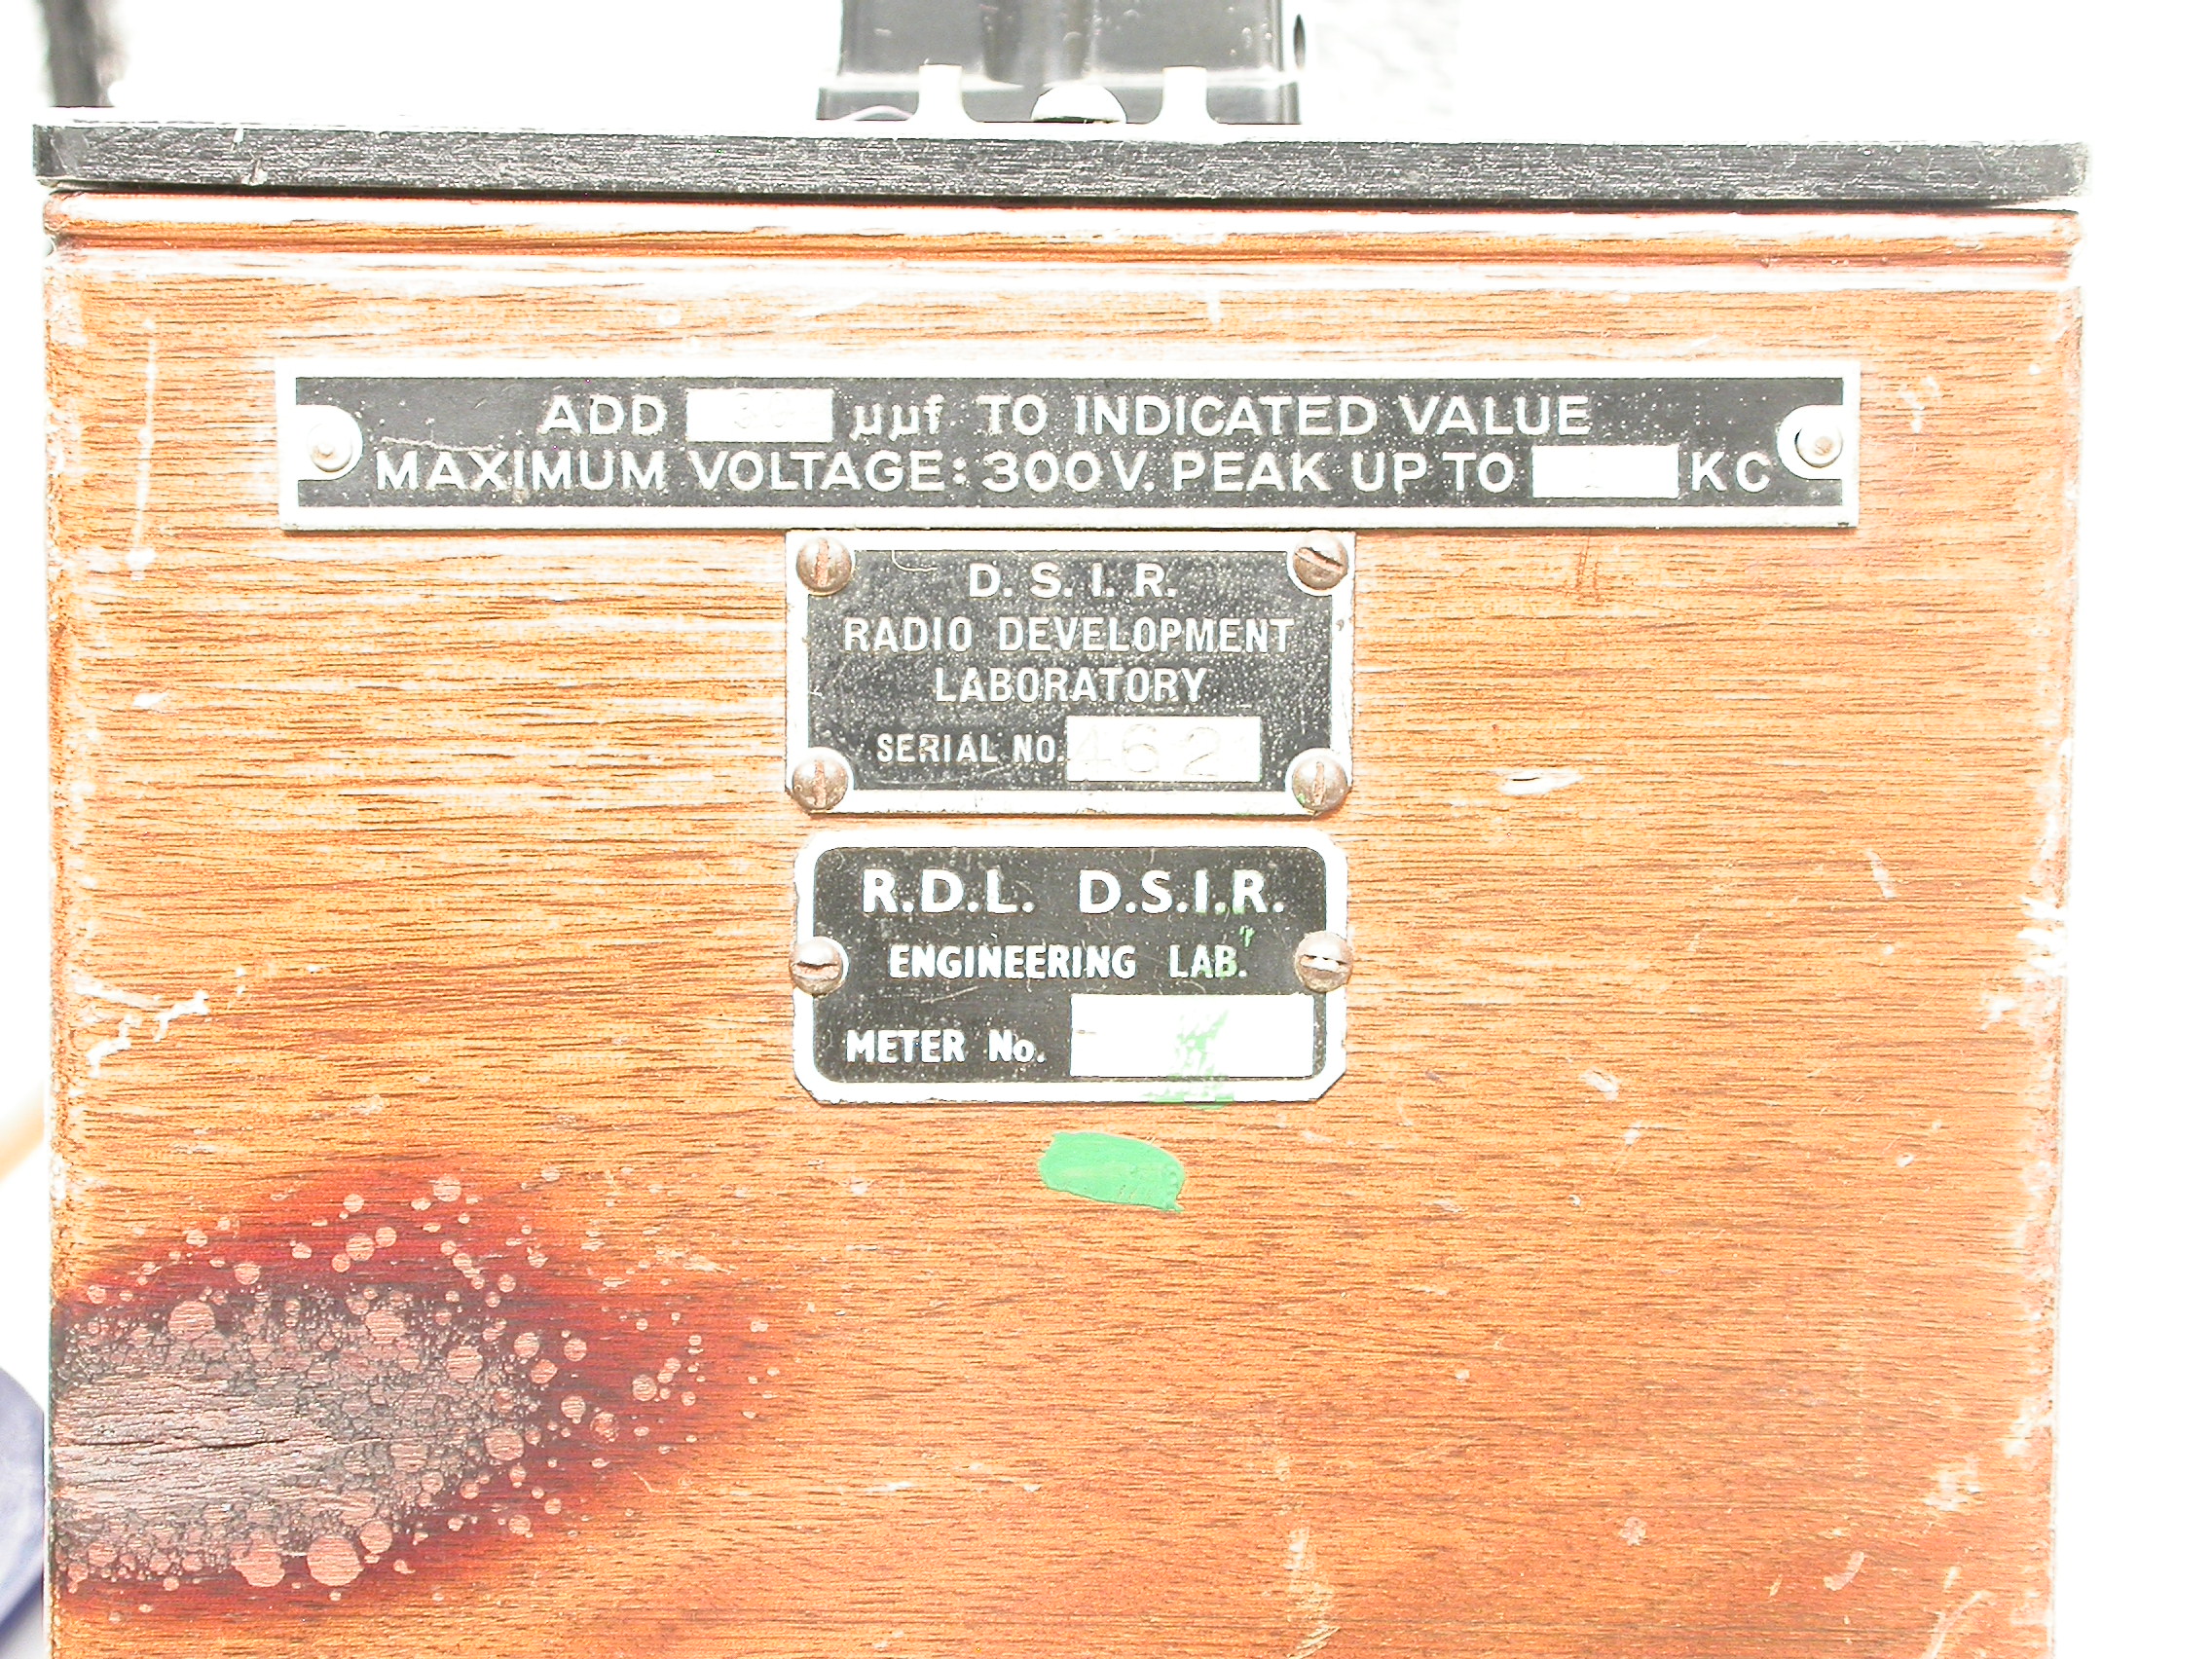 ADD µµf TO INDICATED VALUE
MAXIMUM VOLTAGE: 300V. PEAK UP TO KC
D. S. I. R.
RADIO DEVELOPMENT
LABORATORY
SERIAL NO. 462
R.D.L. D.S.I.R.
ENGINEERING LAB.
METER No.